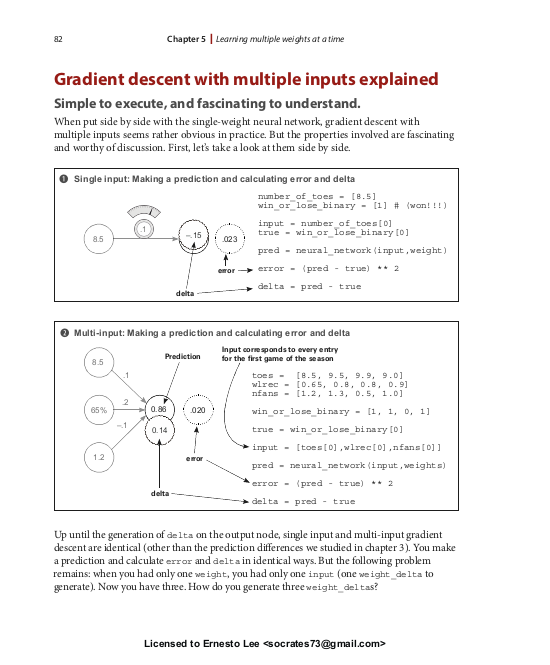 82
Chapter 5 | Learning multiple weights at a time
Gradient descent with multiple inputs explained
Simple to execute, and fascinating to understand.
When put side by side with the single-weight neural network, gradient descent with
multiple inputs seems rather obvious in practice. But the properties involved are fascinating
and worthy of discussion. First, let's take a look at them side by side.
1 Single input: Making a prediction and calculating error and delta
8.5
.1
–.15
.023
error
delta
number_of_toes = [8.5]
win_or_lose_binary = [1] # (won!!!)
input = number_of_toes[0]
true = win_or_lose_binary[0]
pred = neural_network(input,weight)
error = (pred - true) ** 2
delta = pred - true
2 Multi-input: Making a prediction and calculating error and delta
8.5
65%
1.2
.1
.2
–.1
Prediction
0.86
0.14
.020
error
delta
Input corresponds to every entry
for the first game of the season
toes = [8.5, 9.5, 9.9, 9.0]
wlrec = [0.65, 0.8, 0.8, 0.9]
nfans = [1.2, 1.3, 0.5, 1.0]
win_or_lose_binary = [1, 1, 0, 1]
true = win_or_lose_binary[0]
input = [toes[0],wlrec[0],nfans[0]]
pred = neural_network(input,weights)
error = (pred - true) ** 2
delta = pred - true
Up until the generation of delta on the output node, single input and multi-input gradient
descent are identical (other than the prediction differences we studied in chapter 3). You make
a prediction and calculate error and delta in identical ways. But the following problem
remains: when you had only one weight, you had only one input (one weight_delta to
generate). Now you have three. How do you generate three weight_deltas?
Licensed to Ernesto Lee <socrates73@gmail.com>